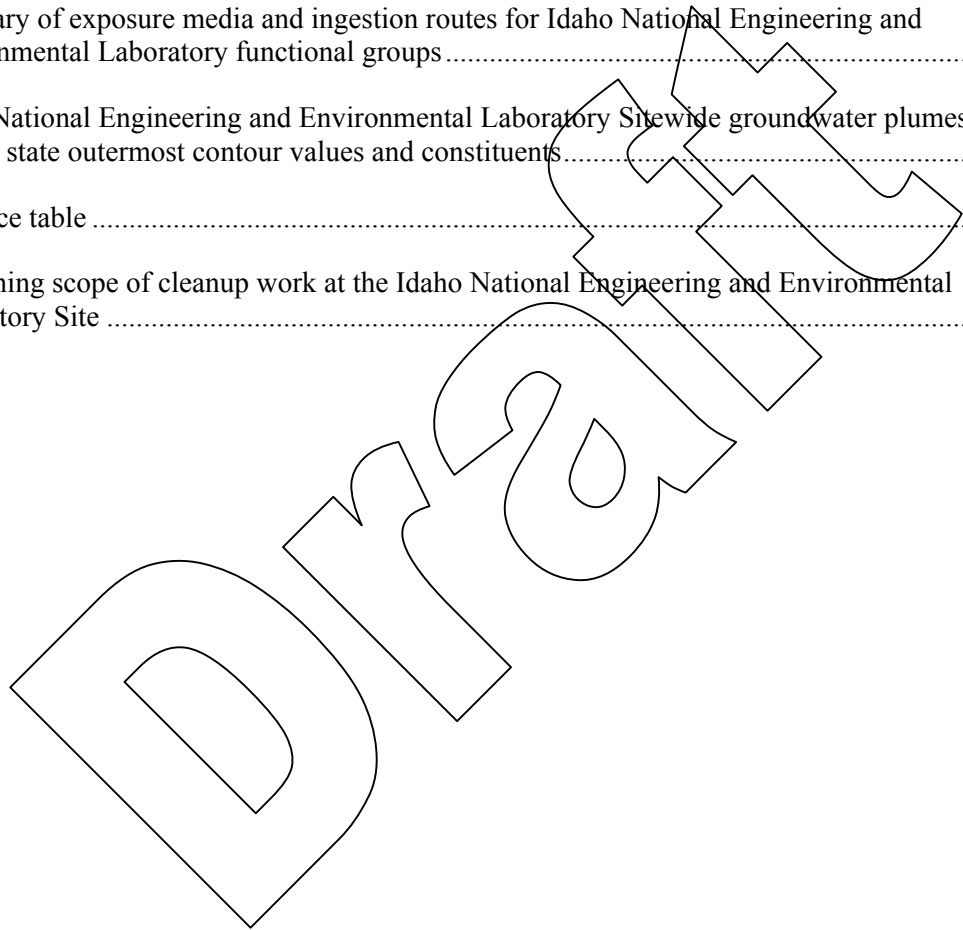 ary of exposure media and ingestion routes for Idaho National Engineering and
nmental Laboratory functional groups................................................................................
National Engineering and Environmental Laboratory Sitewide groundwater plumes
state outermost contour values and constituents............................................................
ce table ................................................................................................................................
ning scope of cleanup work at the Idaho National Engineering and Environmental
tory Site ..............................................................................................................................
Draft